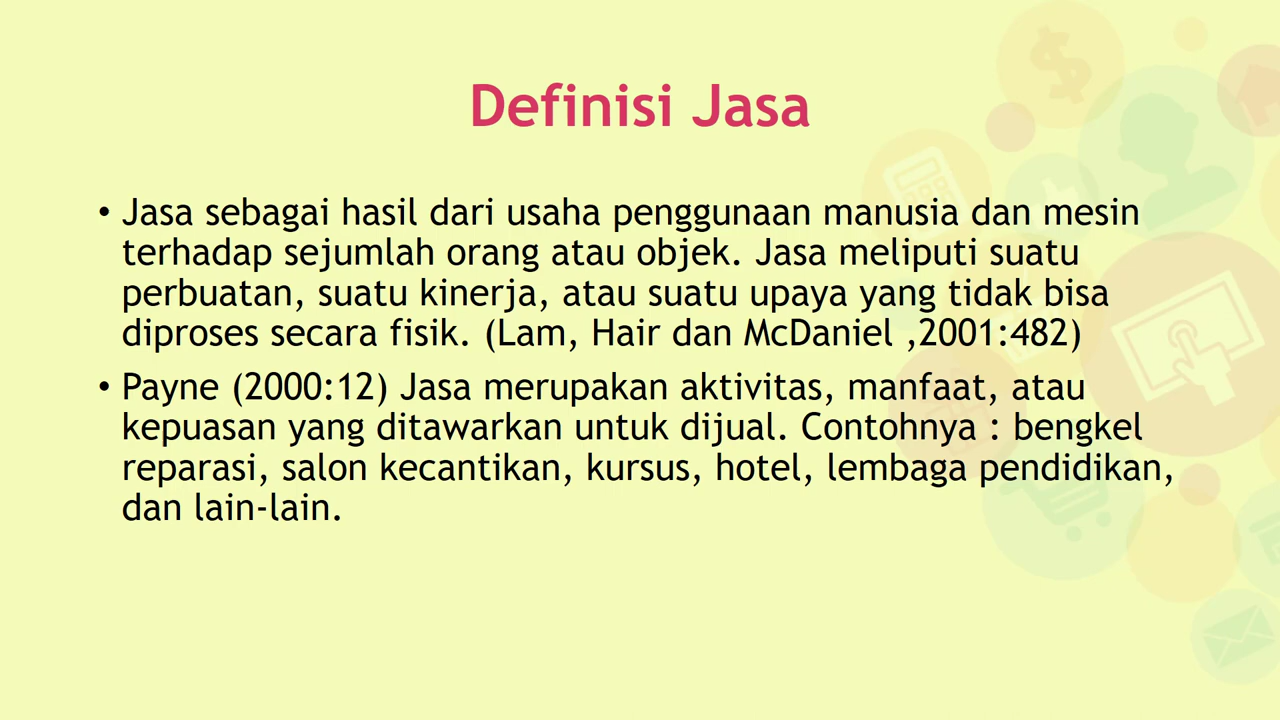 Definisi Jasa
• Jasa sebagai hasil dari usaha penggunaan manusia dan mesin
terhadap sejumlah orang atau objek. Jasa meliputi suatu
perbuatan, suatu kinerja, atau suatu upaya yang tidak bisa
diproses secara fisik. (Lam, Hair dan McDaniel ,2001:482)
• Payne (2000:12) Jasa merupakan aktivitas, manfaat, atau
kepuasan yang ditawarkan untuk dijual. Contohnya : bengkel
reparasi, salon kecantikan, kursus, hotel, lembaga pendidikan,
dan lain-lain.